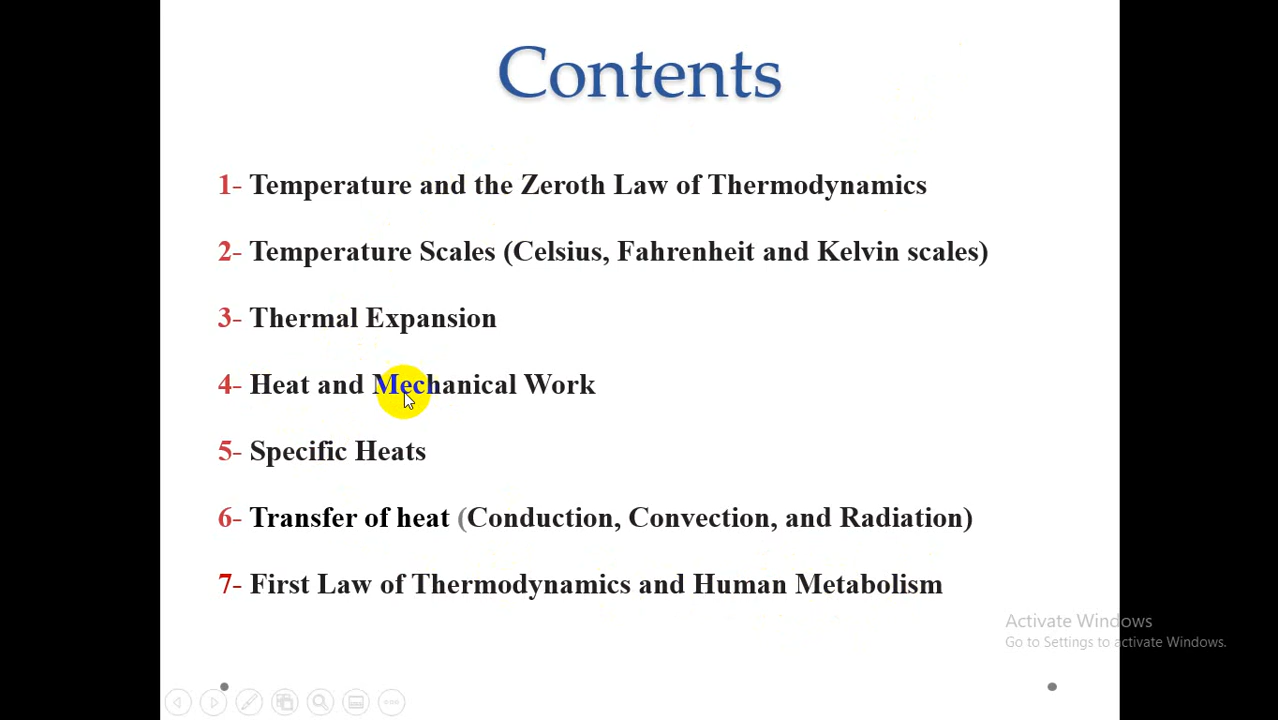 Contents
1- Temperature and the Zeroth Law of Thermodynamics
2- Temperature Scales (Celsius, Fahrenheit and Kelvin scales)
3- Thermal Expansion
4- Heat and Mechanical Work
5- Specific Heats
6- Transfer of heat (Conduction, Convection, and Radiation)
7- First Law of Thermodynamics and Human Metabolism
Activate Windows
Go to Settings to activate Windows.